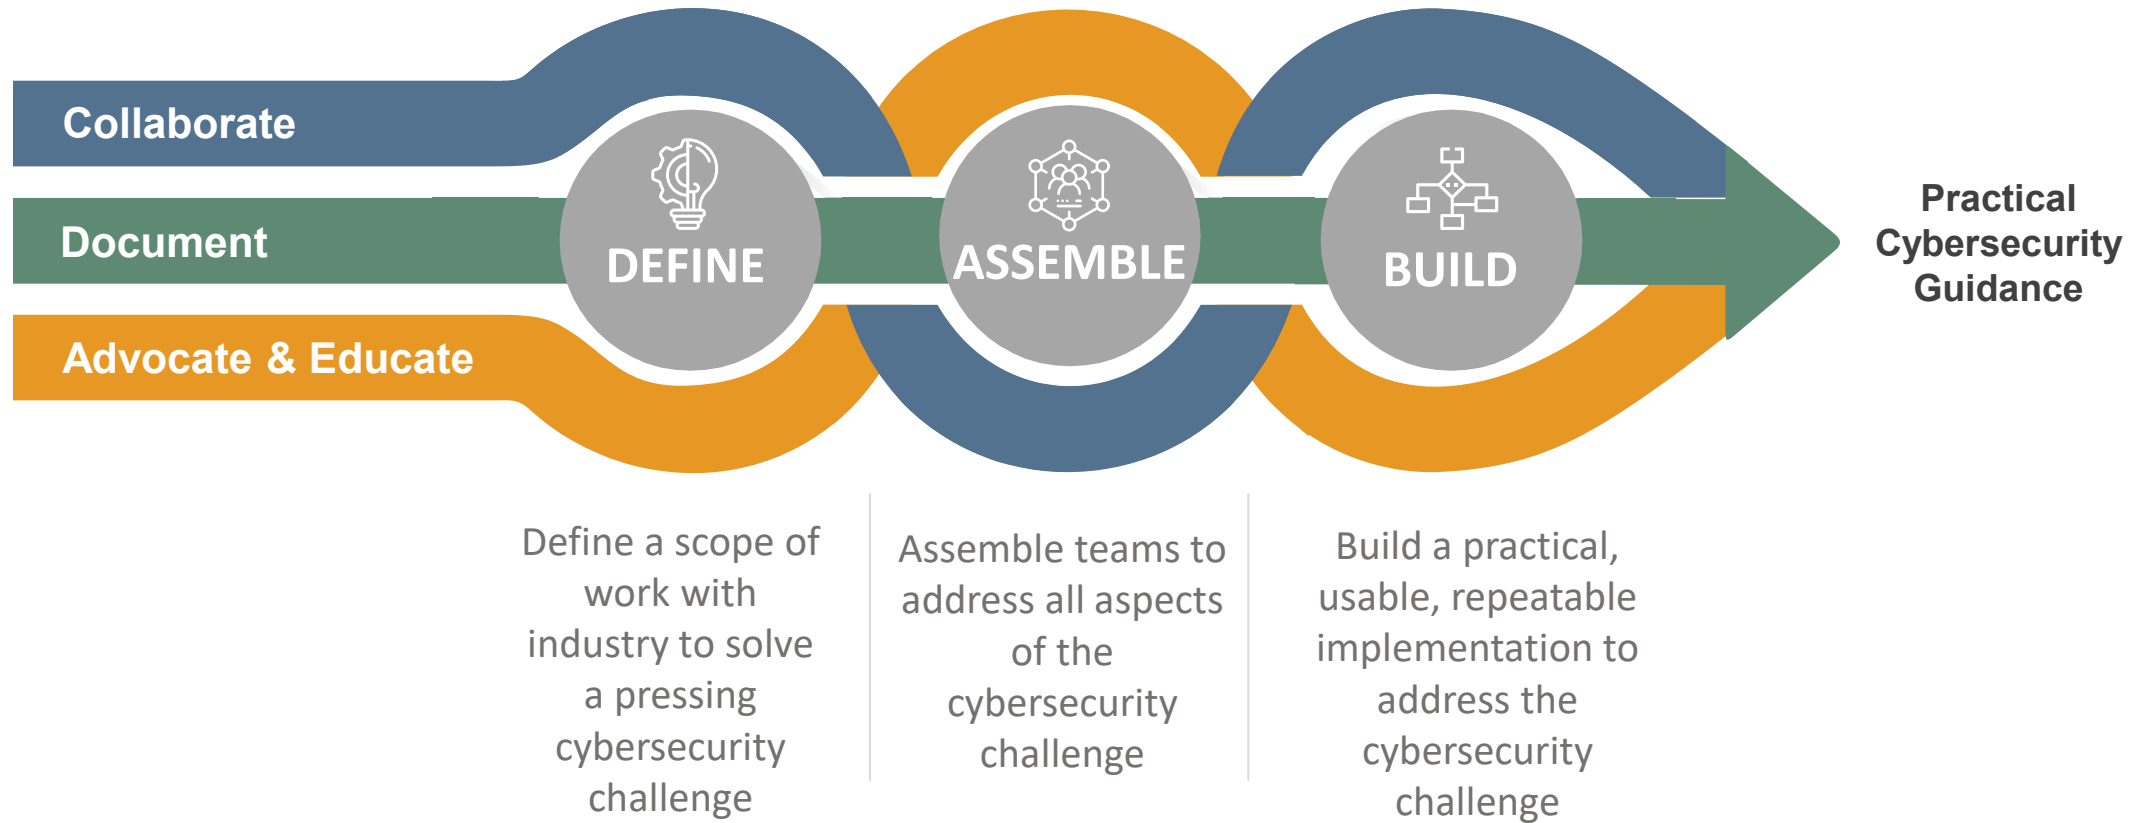 Collaborate
Document
Advocate & Educate
DEFINE
ASSEMBLE
BUILD
Practical
Cybersecurity
Guidance
Define a scope of
work with
industry to solve
a pressing
cybersecurity
challenge
Assemble teams to
address all aspects
of the
cybersecurity
challenge
Build a practical,
usable, repeatable
implementation to
address the
cybersecurity
challenge